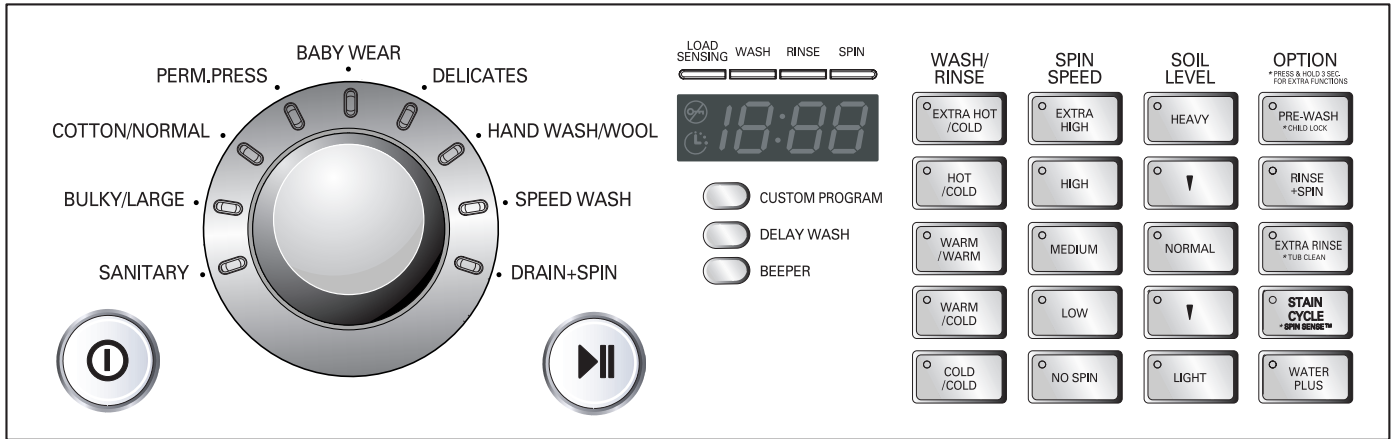 BABY WEAR
PERM.PRESS
DELICATES
COTTON/NORMAL
HAND WASH/WOOL
BULKY/LARGE
SPEED WASH
SANITARY
DRAIN+SPIN
LOAD
SENSING
WASH
RINSE
SPIN
18:88
CUSTOM PROGRAM
DELAY WASH
BEEPER
WASH/
RINSE
EXTRA HOT
/COLD
HOT
/COLD
WARM
/WARM
WARM
/COLD
COLD
/COLD
SPIN
SPEED
EXTRA
HIGH
HIGH
MEDIUM
LOW
NO SPIN
SOIL
LEVEL
HEAVY
NORMAL
LIGHT
OPTION
* PRESS & HOLD 3 SEC.
FOR EXTRA FUNCTIONS
PRE-WASH
* CHILD LOCK
RINSE
+SPIN
EXTRA RINSE
* TUB CLEAN
STAIN
CYCLE
* SPIN SENSE™
WATER
PLUS